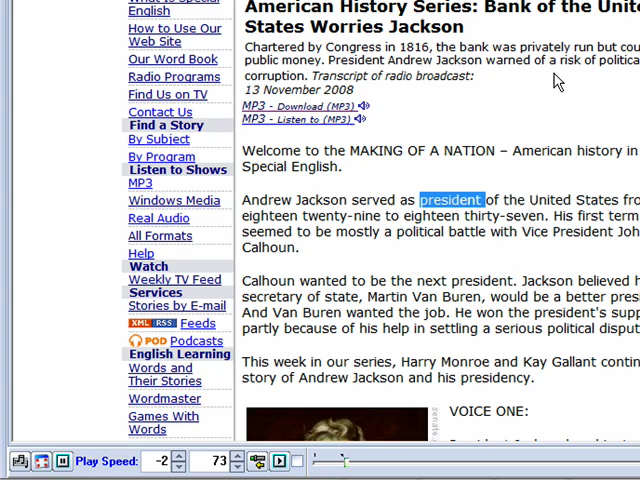 What Is Special
English
How to Use Our
Web Site
Our Word Book
Radio Programs
Find Us on TV
Contact Us
Find a Story
By Subject
By Program
Listen to Shows
MP3
Windows Media
Real Audio
All Formats
Help
Watch
Weekly TV Feed
Services
Stories by E-mail
XML RSS Feeds
POD Podcasts
English Learning
Words and
Their Stories
Wordmaster
Games With
Words
American History Series: Bank of the Unit
States Worries Jackson
Chartered by Congress in 1816, the bank was privately run but cou
public money. President Andrew Jackson warned of a risk of politica
corruption. Transcript of radio broadcast:
13 November 2008
MP3 - Download (MP3)
MP3 - Listen to (MP3)
Welcome to the MAKING OF A NATION – American history in
Special English.
Andrew Jackson served as president of the United States fro
eighteen twenty-nine to eighteen thirty-seven. His first term
seemed to be mostly a political battle with Vice President Joh
Calhoun.
Calhoun wanted to be the next president. Jackson believed h
secretary of state, Martin Van Buren, would be a better pres
And Van Buren wanted the job. He won the president's supp
partly because of his help in settling a serious political disput
This week in our series, Harry Monroe and Kay Gallant contin
story of Andrew Jackson and his presidency.
senate
VOICE ONE:
Play Speed: -2 73